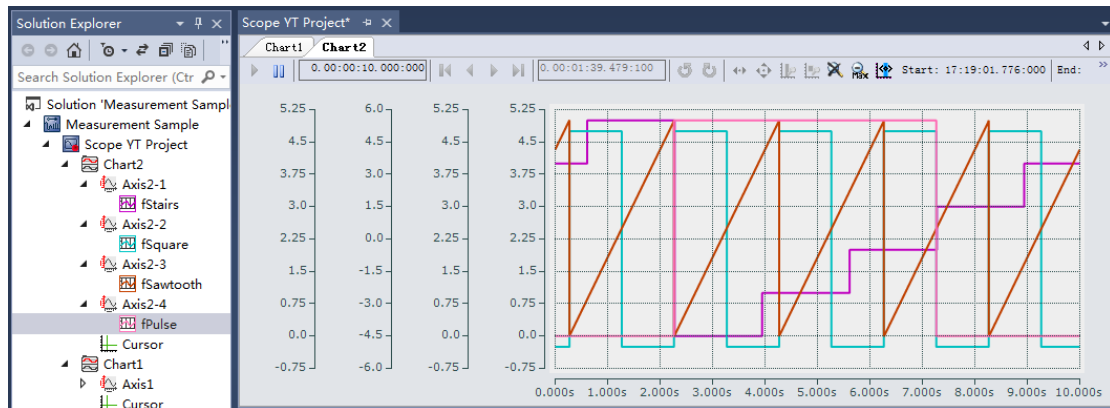 Solution Explorer
Search Solution Explorer (Ctr
Solution 'Measurement Sampl
Measurement Sample
Scope YT Project
Chart2
Axis2-1
fStairs
Axis2-2
fSquare
Axis2-3
fSawtooth
Axis2-4
fPulse
Cursor
Chart1
Axis1
Cursor
Scope YT Project*
Chart1 Chart2
0.00:00:10.000:000 0.00:01:39.479:100 Max Start: 17:19:01.776:000 End:
5.25 6.0 5.25 5.25
4.5 4.5 4.5 4.5
3.75 3.0 3.75 3.75
3.0 1.5 3.0 3.0
2.25 0.0 2.25 2.25
1.5 -1.5 1.5 1.5
0.75 -3.0 0.75 0.75
0.0 -4.5 0.0 0.0
-0.75 -6.0 -0.75 -0.75
0.000s 1.000s 2.000s 3.000s 4.000s 5.000s 6.000s 7.000s 8.000s 9.000s 10.000s